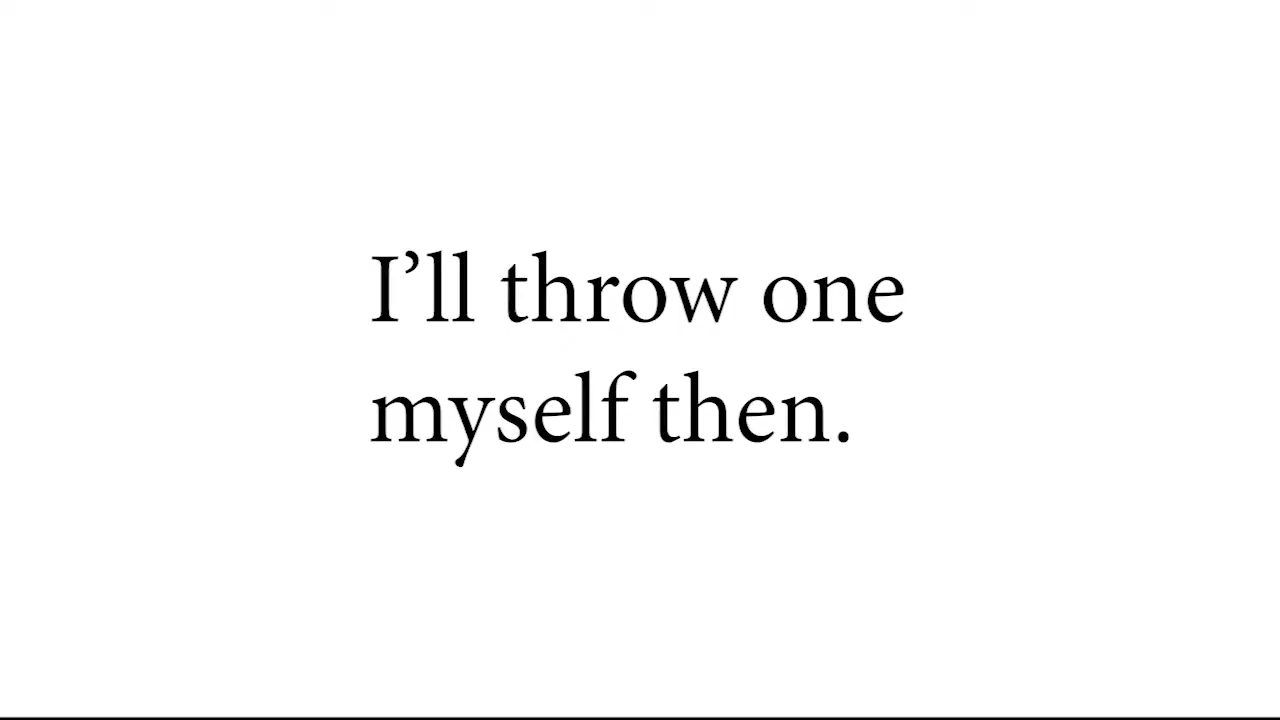 I’ll throw one
myself then.